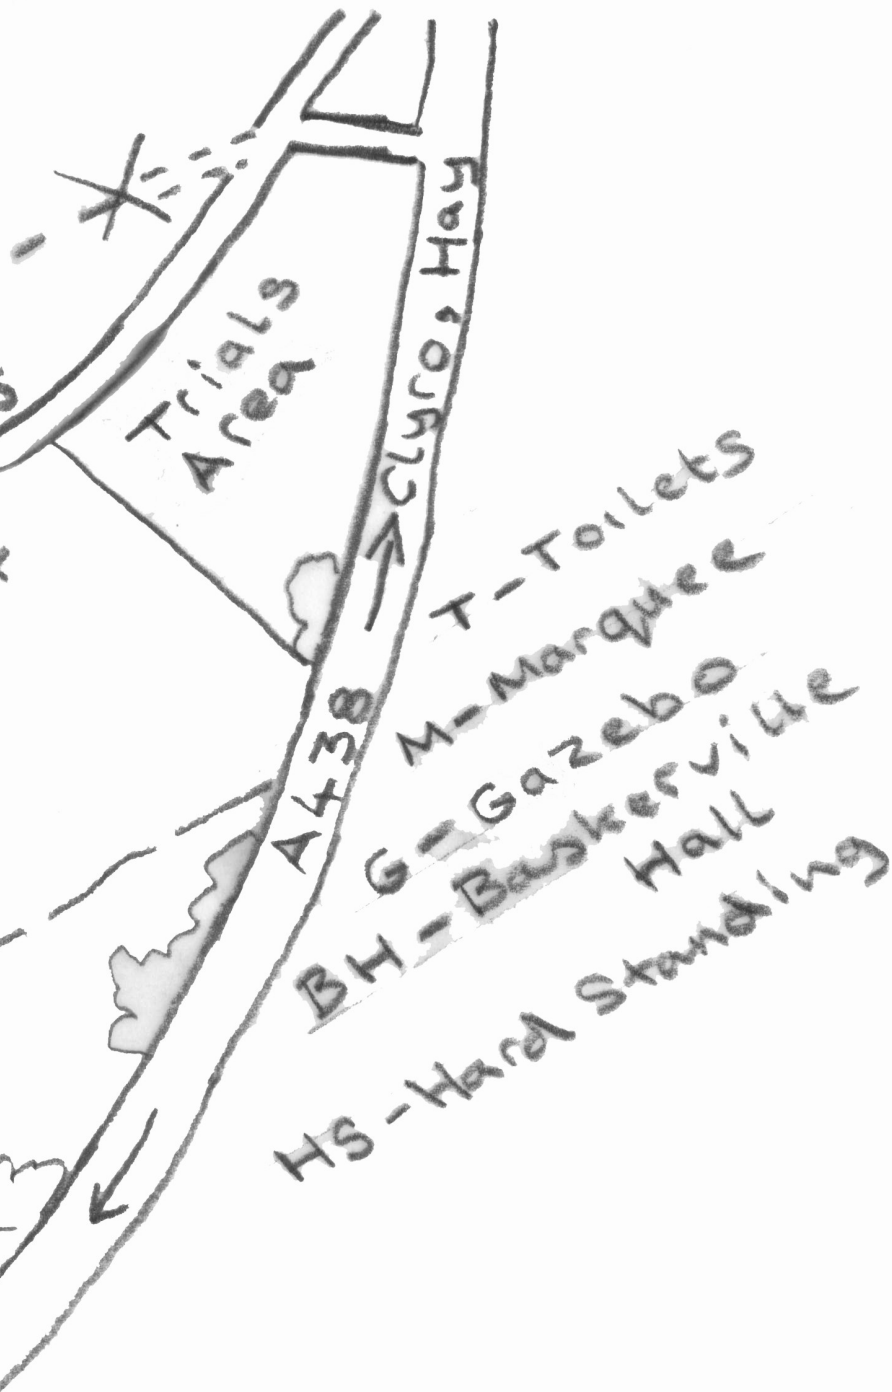 Trials
Area
Clyro, Hay
A438
T-Toilets
M-Marquee
G-Gazebo
BH-Baskerville
Hall
HS-Hard Standing